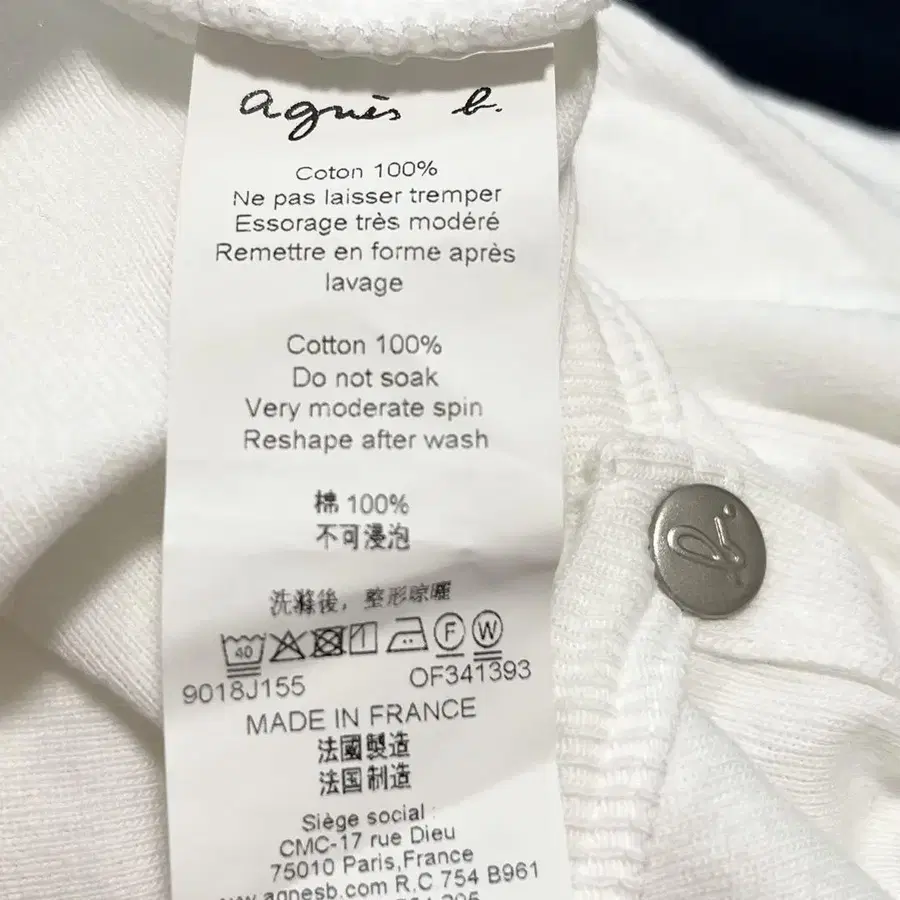 agnès b.
Coton 100%
Ne pas laisser tremper
Essorage très modéré
Remettre en forme après
lavage
Cotton 100%
Do not soak
Very moderate spin
Reshape after wash
棉 100%
不可浸泡
洗滌後，整形晾曬
40 F W
9018J155 OF341393
MADE IN FRANCE
法國製造
法国制造
Siège social :
CMC-17 rue Dieu
75010 Paris,France
www.agnesb.com R.C 754 B961
b.